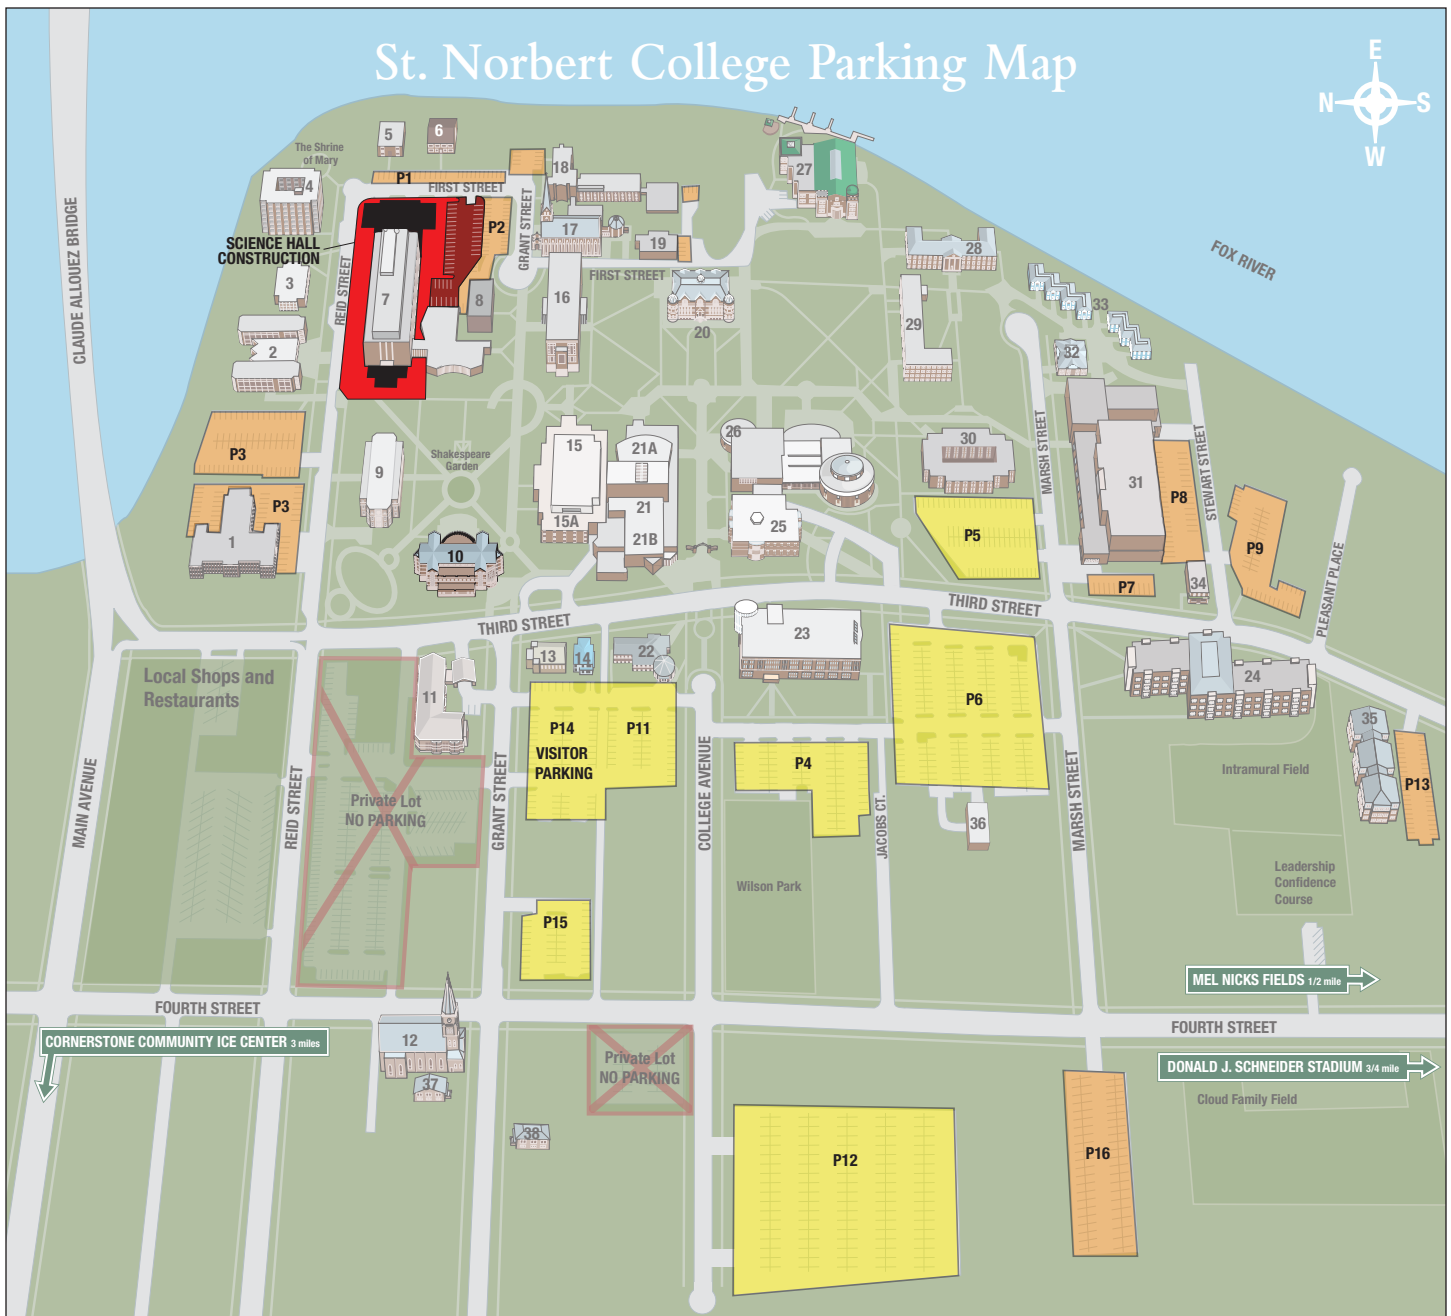 St. Norbert College Parking Map
E
N
S
W
The Shrine
of Mary
5
6
4
P1
FIRST STREET
18
27
SCIENCE HALL
CONSTRUCTION
P2
GRANT STREET
17
19
28
FOX RIVER
CLAUDE ALLOUEZ BRIDGE
3
REID STREET
7
8
16
FIRST STREET
20
29
33
2
32
P3
9
Shakespeare
Garden
15
21A
26
30
MARSH STREET
31
P8
STEWART STREET
P3
1
10
15A
21
21B
25
P5
P7
34
P9
PLEASANT PLACE
THIRD STREET
THIRD STREET
23
13
14
22
24
Local Shops and
Restaurants
11
P14
VISITOR
PARKING
P11
P6
35
P4
Intramural Field
P13
MAIN AVENUE
REID STREET
Private Lot
NO PARKING
GRANT STREET
COLLEGE AVENUE
JACOBS CT.
36
MARSH STREET
Wilson Park
Leadership
Confidence
Course
P15
MEL NICKS FIELDS 1/2 mile
FOURTH STREET
FOURTH STREET
CORNERSTONE COMMUNITY ICE CENTER 3 miles
12
37
Private Lot
NO PARKING
DONALD J. SCHNEIDER STADIUM 3/4 mile
Cloud Family Field
38
P12
P16